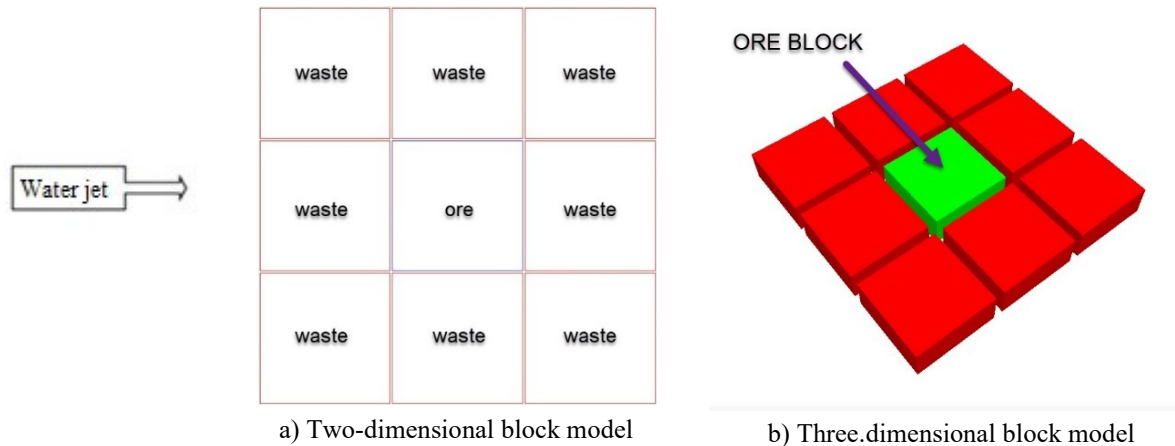 waste waste waste
Water jet waste ore waste
waste waste waste
a) Two-dimensional block model
ORE BLOCK
b) Three.dimensional block model